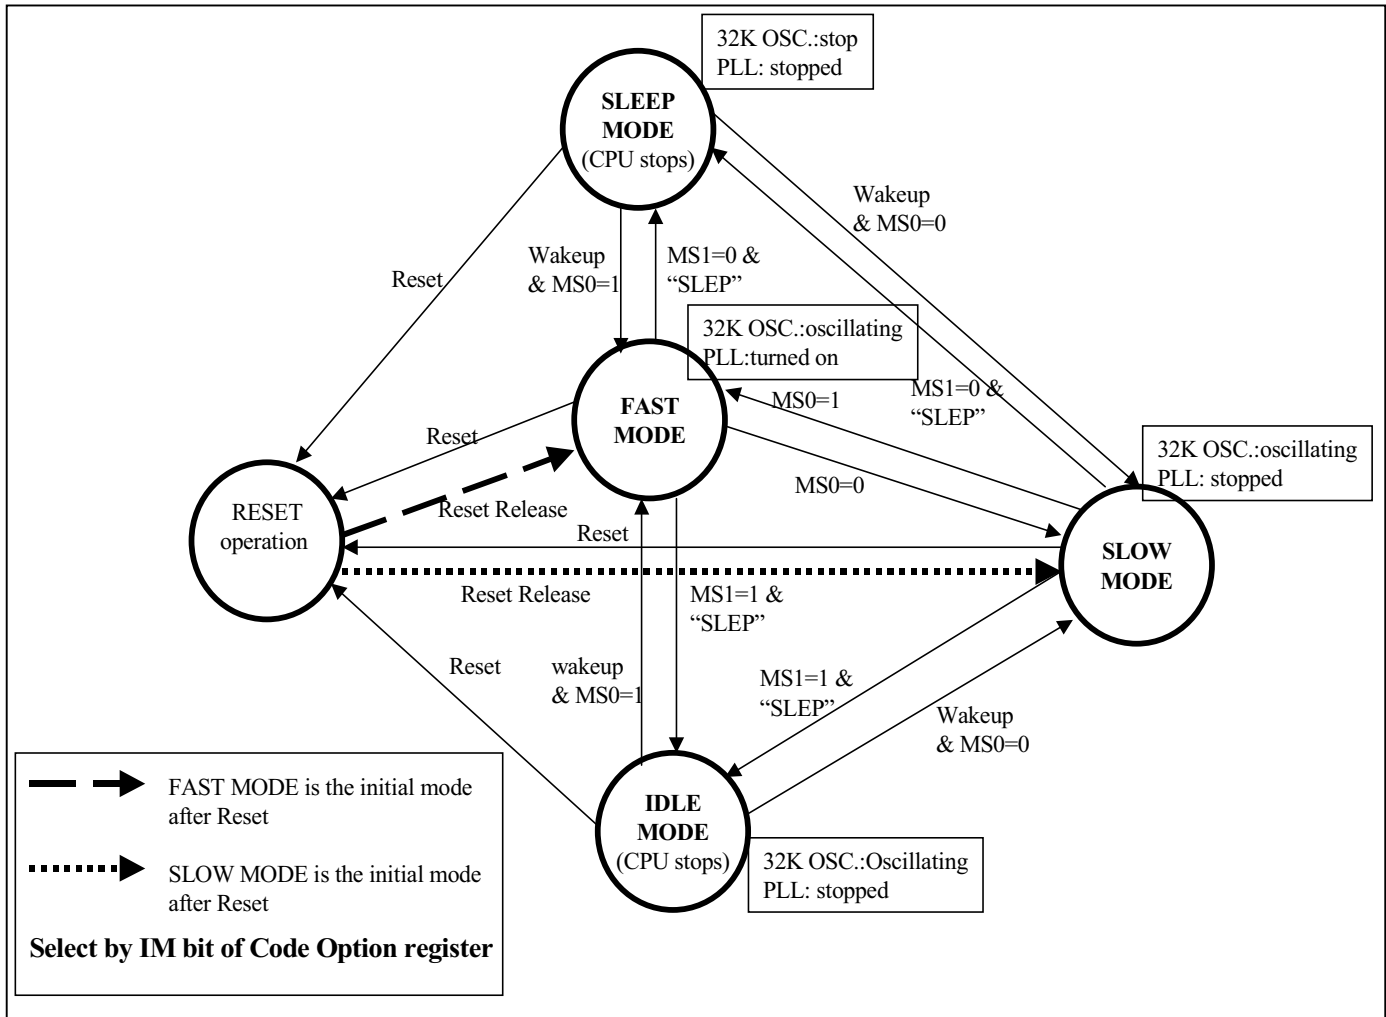 32K OSC.:stop
PLL: stopped
SLEEP
MODE
(CPU stops)
Wakeup
& MS0=0
Wakeup
& MS0=1
MS1=0 &
“SLEP”
Reset
32K OSC.:oscillating
PLL:turned on
MS1=0 &
“SLEP”
MS0=1
FAST
MODE
Reset
32K OSC.:oscillating
PLL: stopped
MS0=0
RESET
operation
Reset Release
Reset
SLOW
MODE
Reset Release
MS1=1 &
“SLEP”
Reset
wakeup
& MS0=1
MS1=1 &
“SLEP”
Wakeup
& MS0=0
IDLE
MODE
(CPU stops)
32K OSC.:Oscillating
PLL: stopped
FAST MODE is the initial mode
after Reset
SLOW MODE is the initial mode
after Reset
Select by IM bit of Code Option register